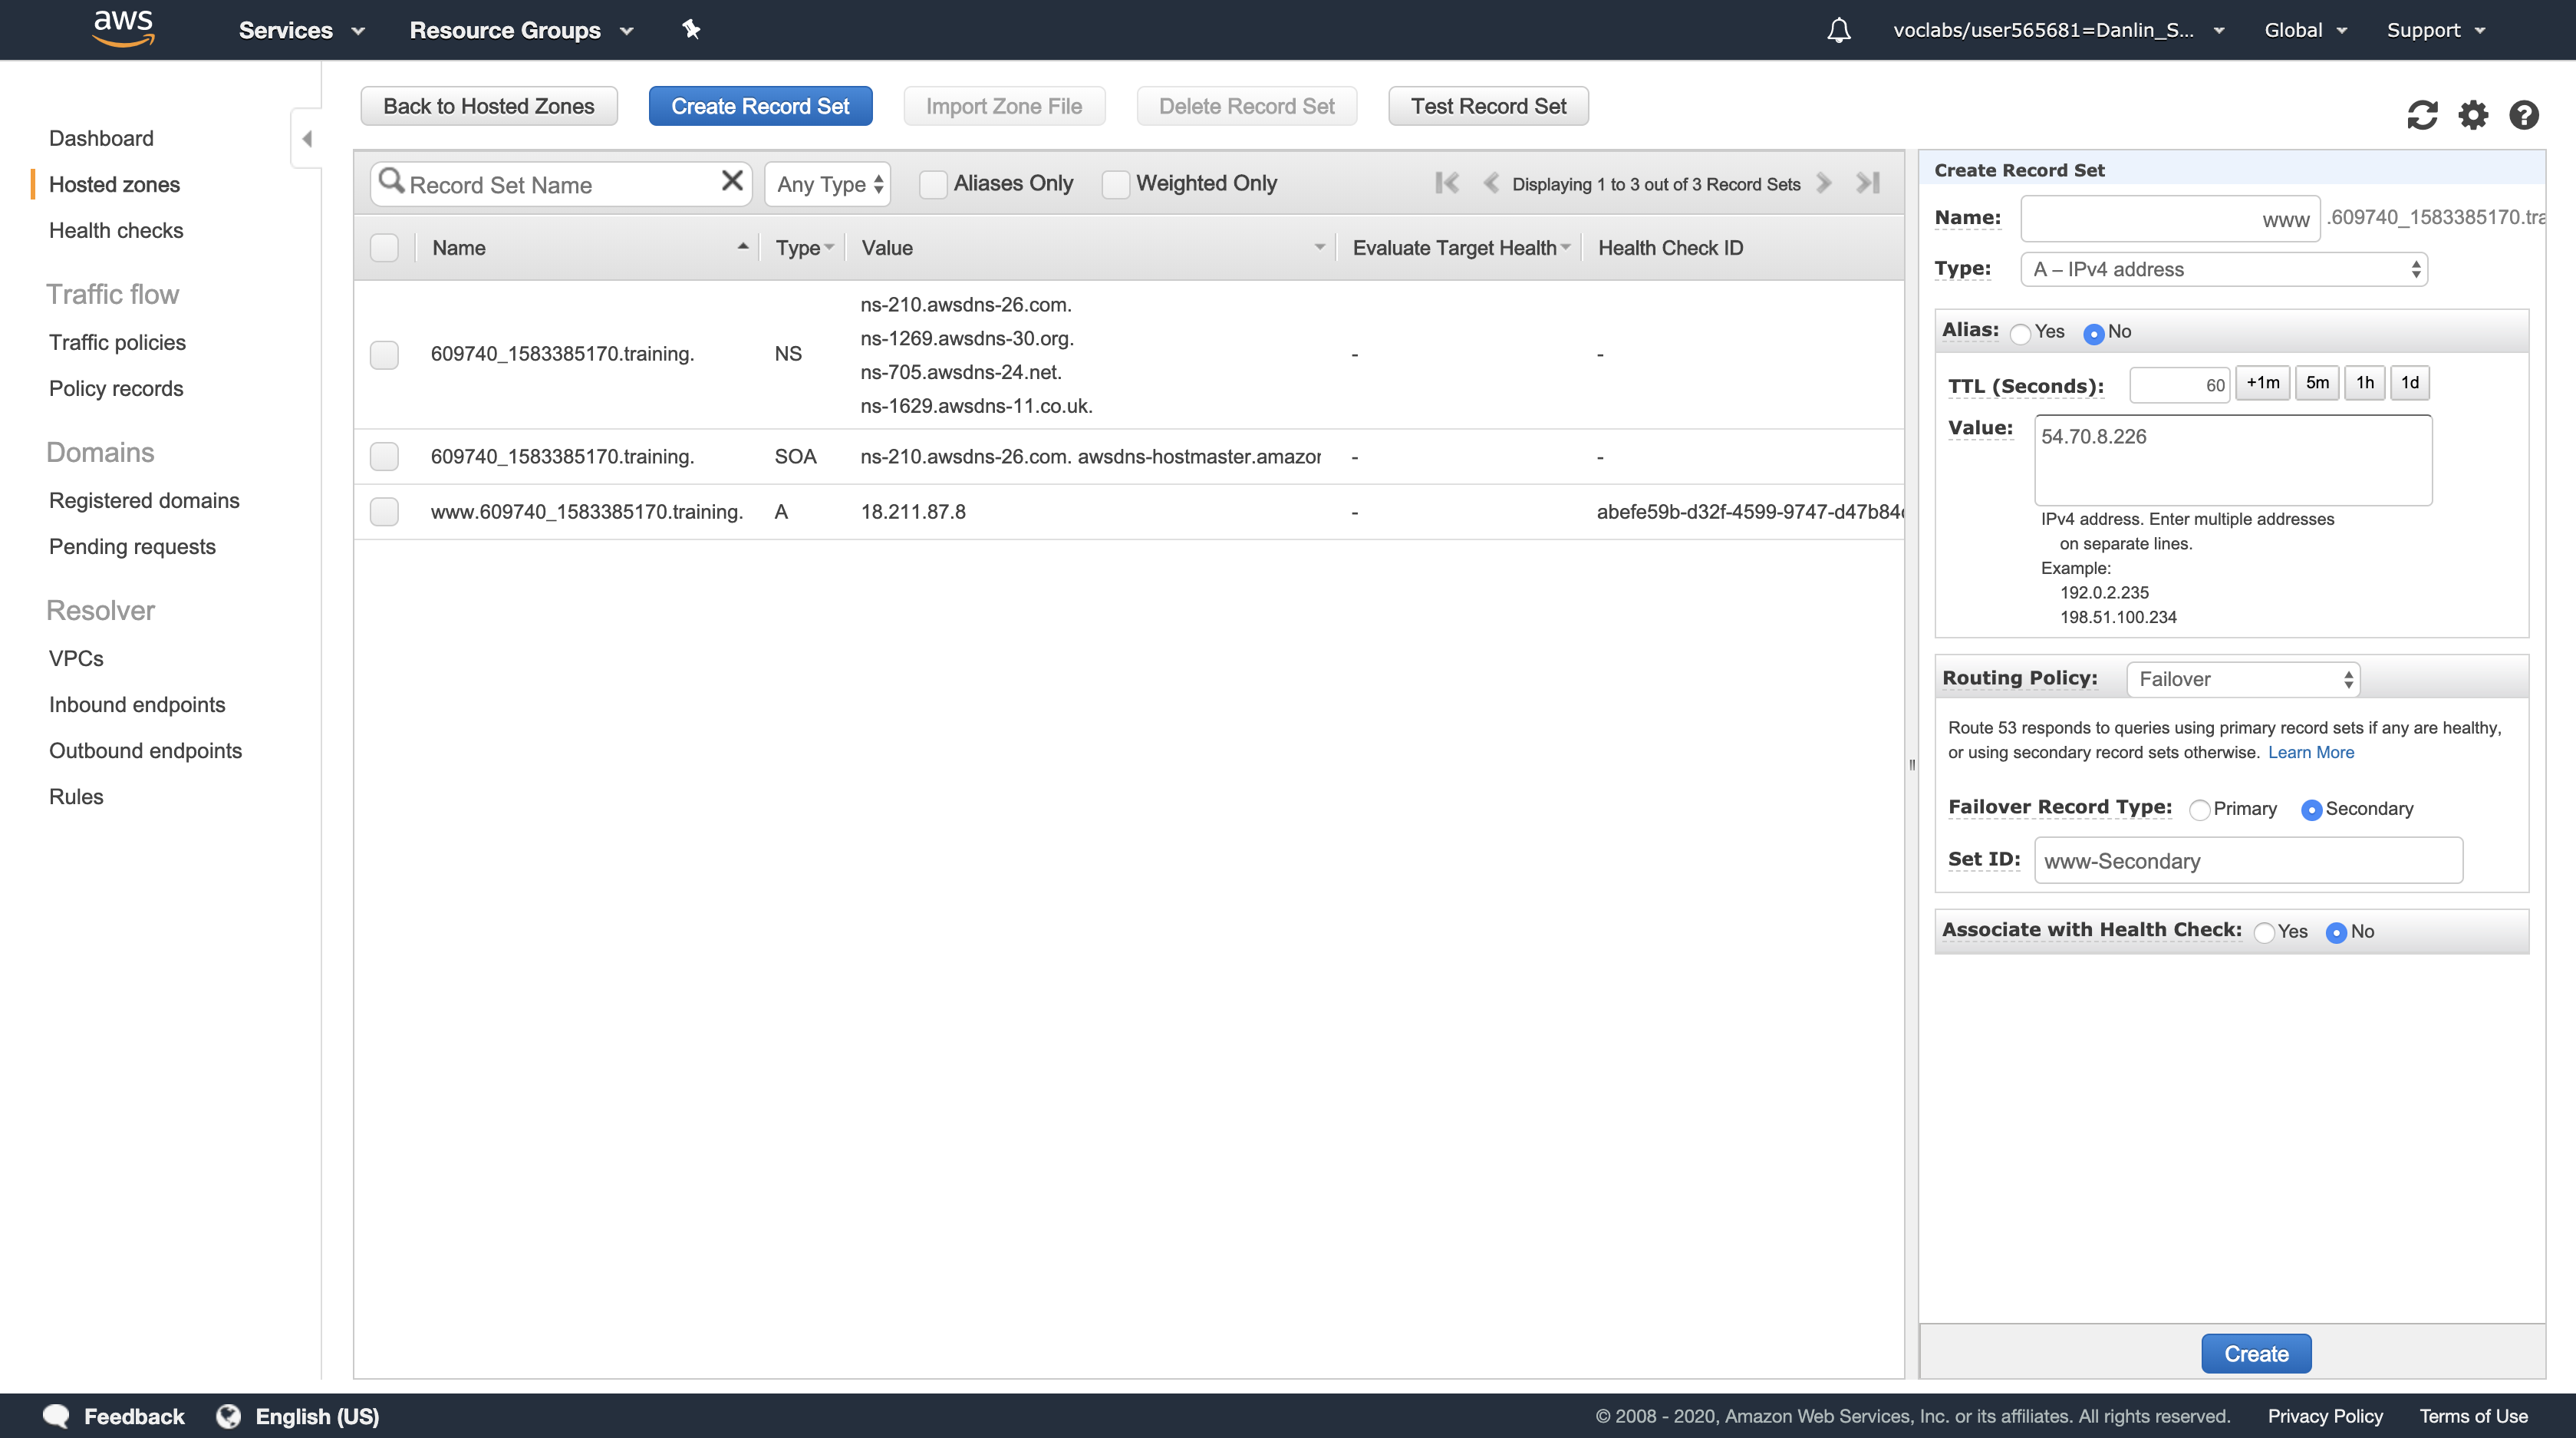 aws
Services
Resource Groups
voclabs/user565681=Danlin_S...
Global
Support
Dashboard
Hosted zones
Health checks
Traffic flow
Traffic policies
Policy records
Domains
Registered domains
Pending requests
Resolver
VPCs
Inbound endpoints
Outbound endpoints
Rules
Back to Hosted Zones
Create Record Set
Import Zone File
Delete Record Set
Test Record Set
Record Set Name
Any Type
Aliases Only
Weighted Only
Displaying 1 to 3 out of 3 Record Sets
Name Type Value Evaluate Target Health Health Check ID
ns-210.awsdns-26.com.
ns-1269.awsdns-30.org.
609740_1583385170.training. NS - -
ns-705.awsdns-24.net.
ns-1629.awsdns-11.co.uk.
609740_1583385170.training. SOA ns-210.awsdns-26.com. awsdns-hostmaster.amazor - -
www.609740_1583385170.training. A 18.211.87.8 - abefe59b-d32f-4599-9747-d47b84
Create Record Set
Name: www .609740_1583385170.tra
Type: A – IPv4 address
Alias: Yes No
TTL (Seconds): 60 +1m 5m 1h 1d
Value: 54.70.8.226
IPv4 address. Enter multiple addresses
on separate lines.
Example:
192.0.2.235
198.51.100.234
Routing Policy: Failover
Route 53 responds to queries using primary record sets if any are healthy,
or using secondary record sets otherwise. Learn More
Failover Record Type: Primary Secondary
Set ID: www-Secondary
Associate with Health Check: Yes No
Create
Feedback
English (US)
© 2008 - 2020, Amazon Web Services, Inc. or its affiliates. All rights reserved.
Privacy Policy
Terms of Use